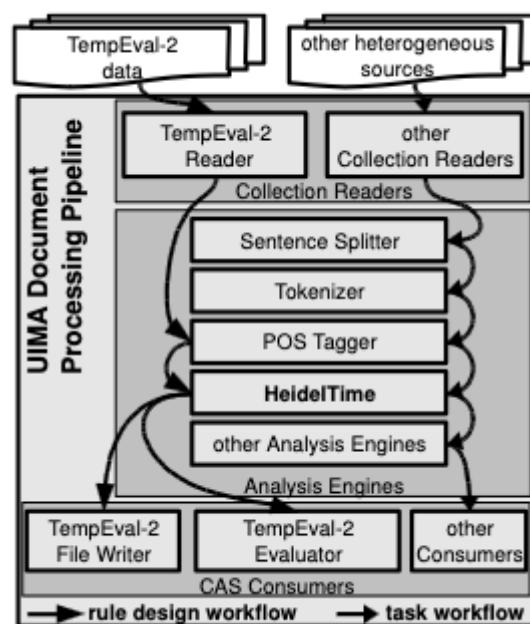 TempEval-2
data
other heterogeneous
sources
UIMA Document
Processing Pipeline
TempEval-2
Reader
other
Collection Readers
Collection Readers
Sentence Splitter
Tokenizer
POS Tagger
HeidelTime
other Analysis Engines
Analysis Engines
TempEval-2
File Writer
TempEval-2
Evaluator
other
Consumers
CAS Consumers
rule design workflow
task workflow